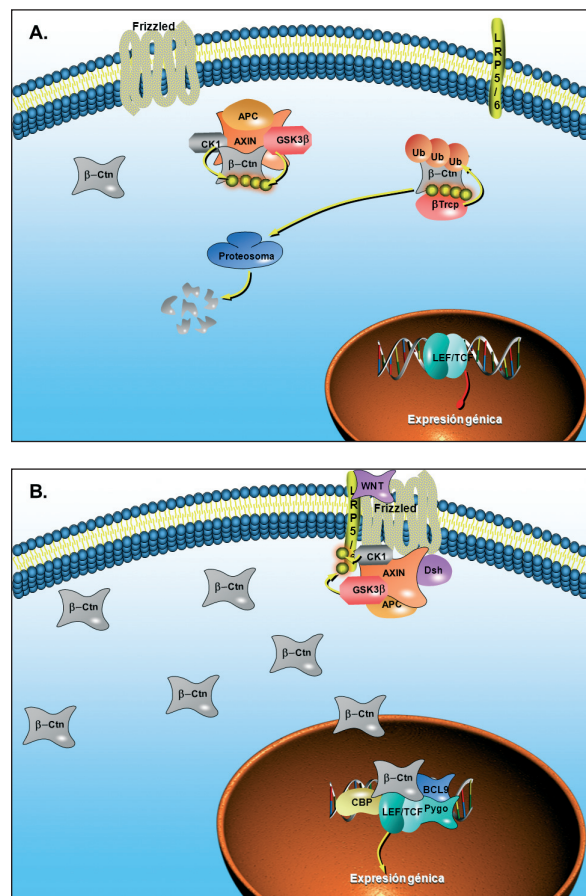 A.
Frizzled
LRP5/6
APC
CK1
AXIN
GSK3β
β-Ctn
β-Ctn
Ub
Ub
Ub
β-Ctn
βTrcp
Proteosoma
LEF/TCF
Expresión génica
B.
WNT
LRP5/6
Frizzled
CK1
AXIN
Dsh
GSK3β
APC
β-Ctn
β-Ctn
β-Ctn
β-Ctn
β-Ctn
β-Ctn
β-Ctn
BCL9
CBP
LEF/TCF
Pygo
Expresión génica